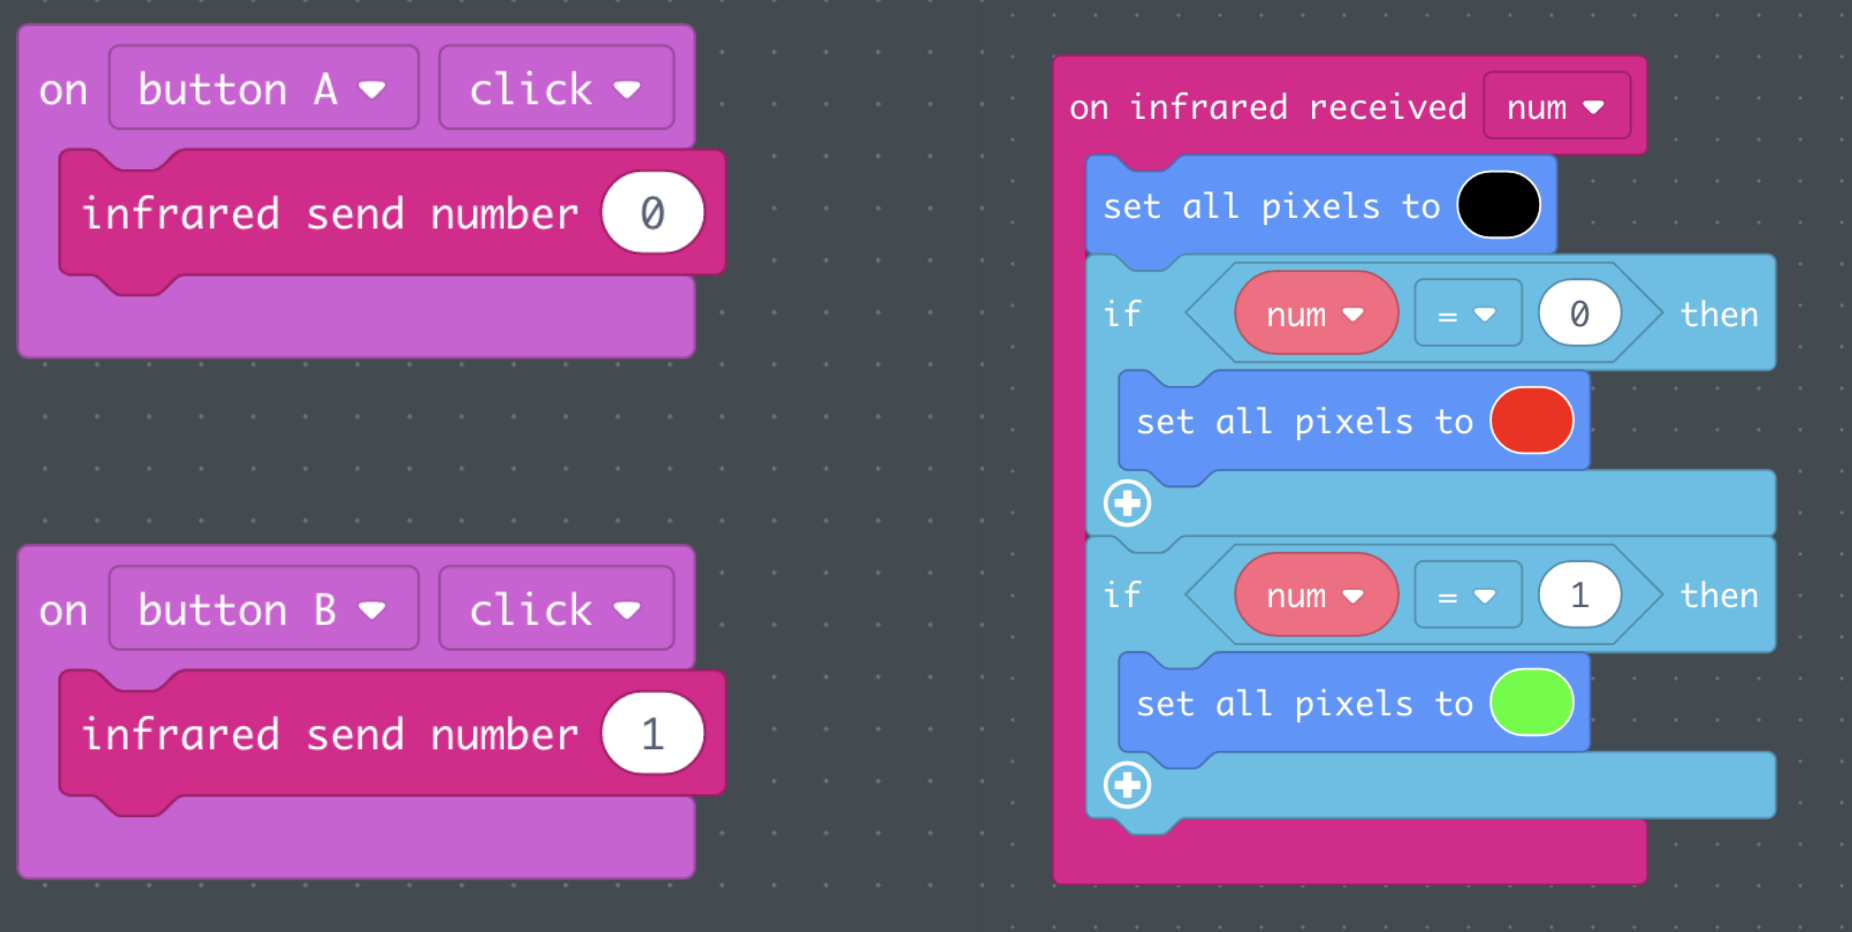 on button A click
infrared send number 0
on button B click
infrared send number 1
on infrared received num
set all pixels to
if num = 0 then
set all pixels to
if num = 1 then
set all pixels to